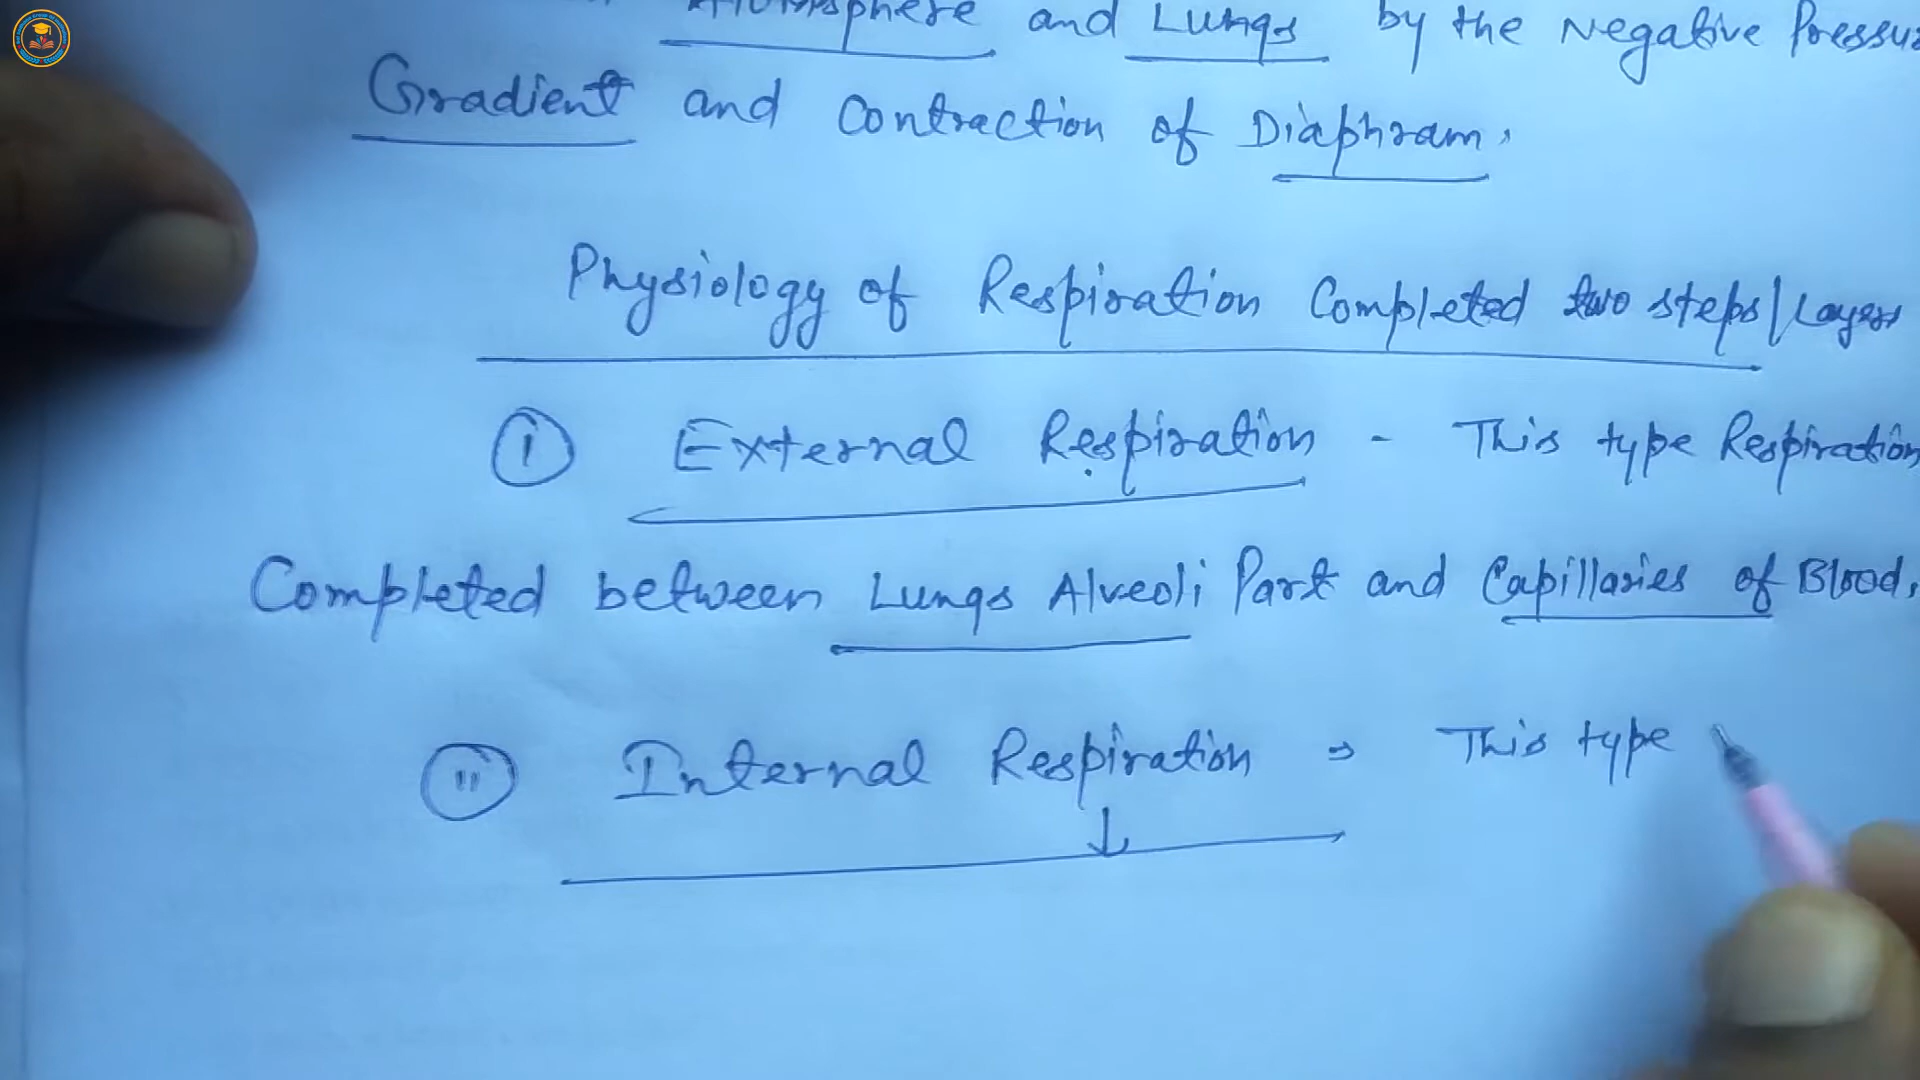 and Lungs by the Negative
Gradient and Contraction of Diaphram,
Physiology of Respiration Completed two steps/Layers
(i) External Respiration - This type Respiration
Completed between Lungs Alveoli Part and Capillaries of Blood,
(ii) Internal Respiration → This type